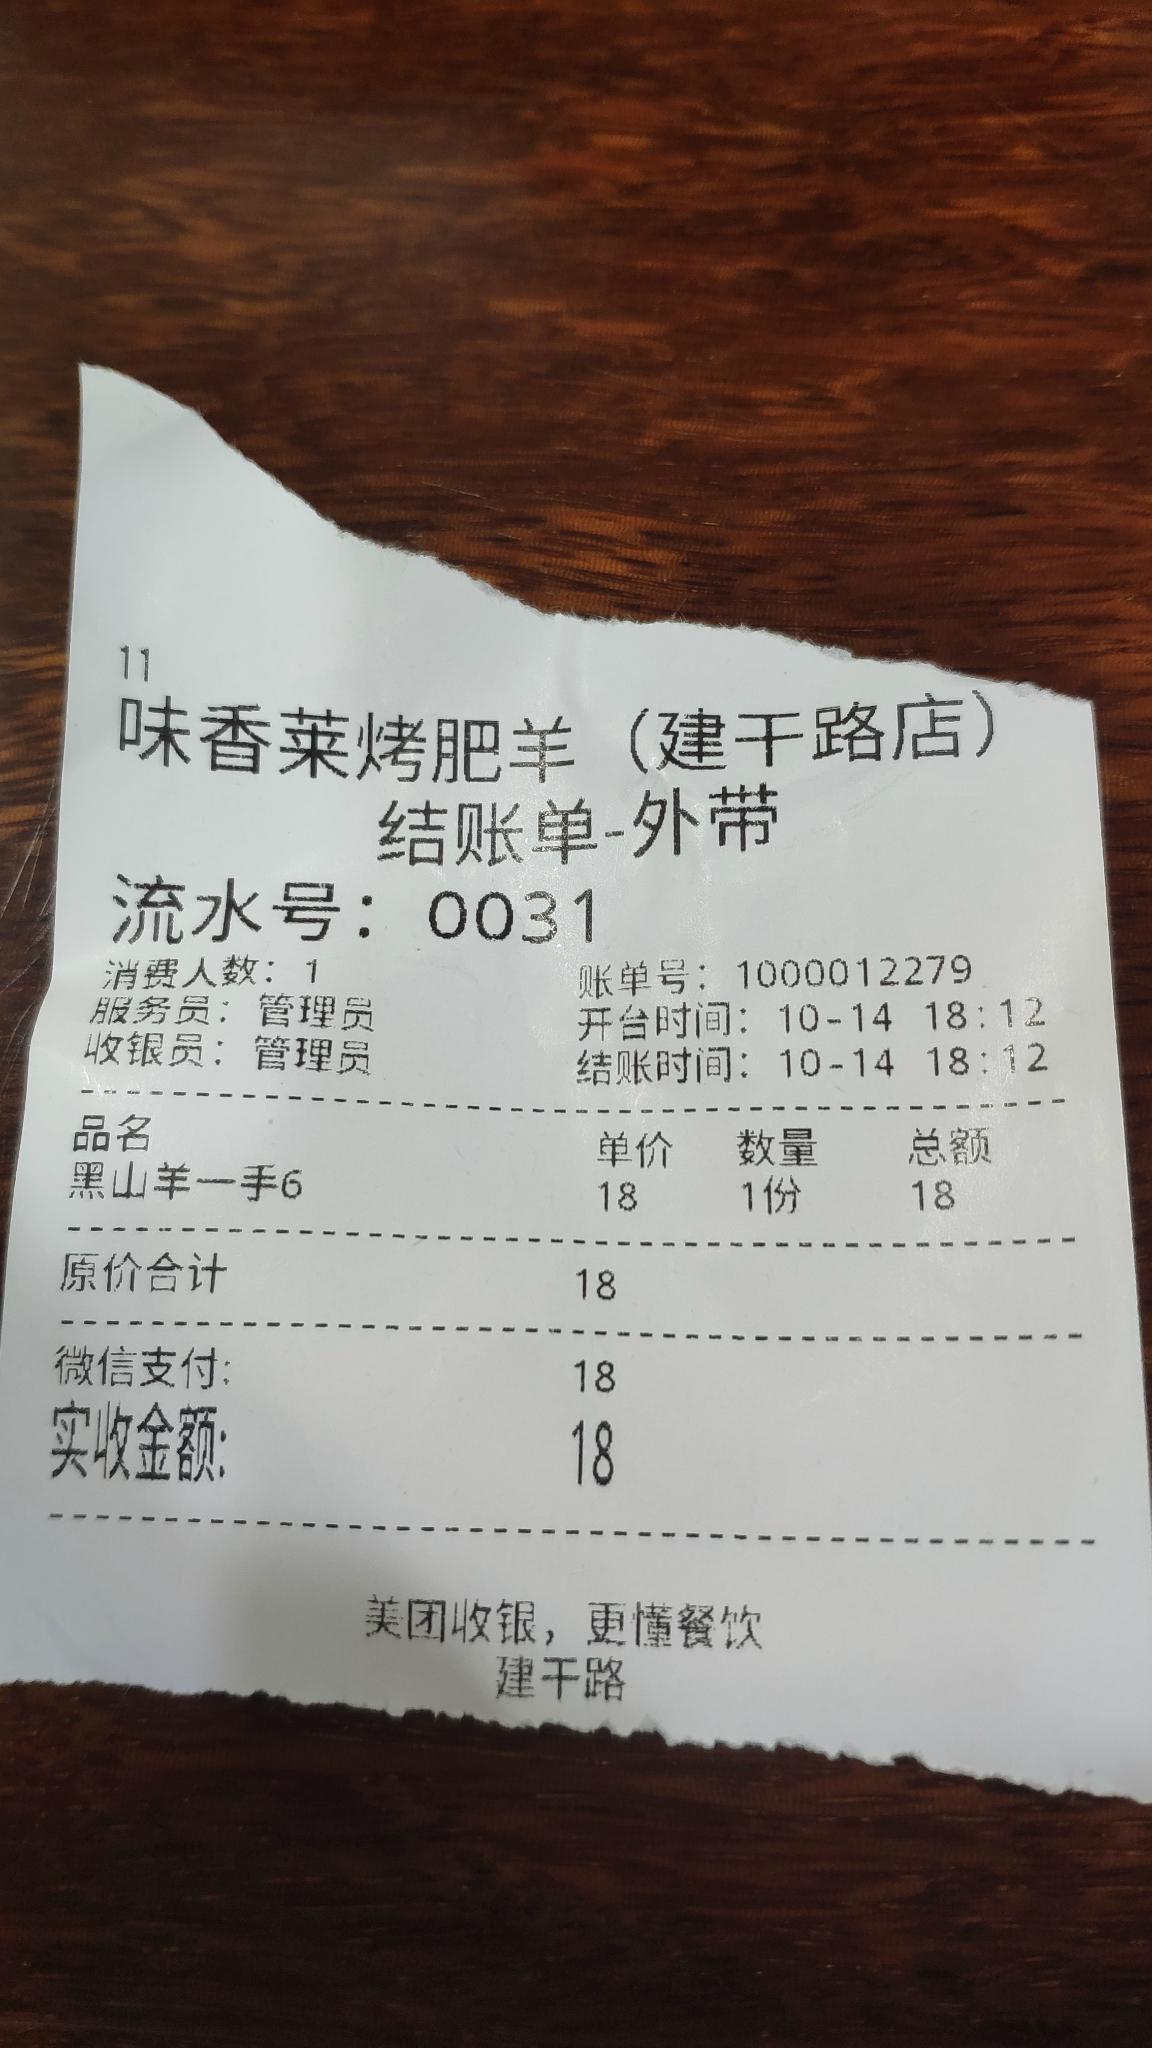 11
味香莱烤肥羊（建干路店）
结账单-外带
流水号：0031
消费人数：1 账单号：1000012279
服务员：管理员 开台时间：10-14 18:12
收银员：管理员 结账时间：10-14 18:12
品名 单价 数量 总额
黑山羊一手6 18 1份 18
原价合计 18
微信支付: 18
实收金额: 18
美团收银，更懂餐饮
建干路